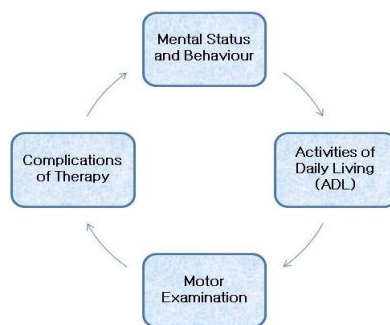 Mental Status
and Behaviour
Activities of
Daily Living
(ADL)
Motor
Examination
Complications
of Therapy